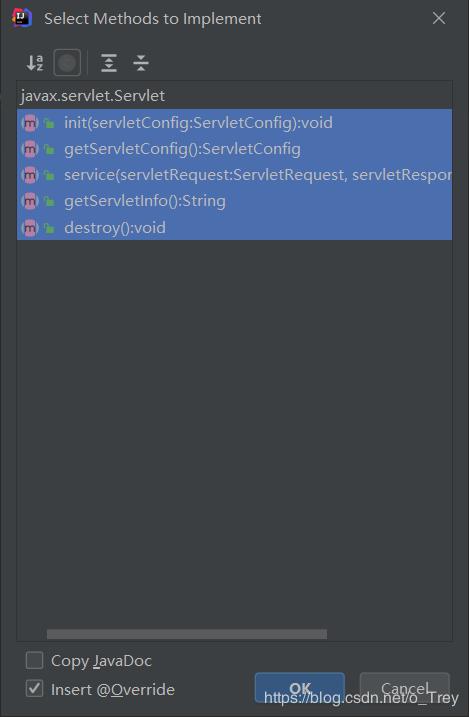 Select Methods to Implement
javax.servlet.Servlet
init(servletConfig:ServletConfig):void
getServletConfig():ServletConfig
service(servletRequest:ServletRequest, servletRespon
getServletInfo():String
destroy():void
Copy JavaDoc
Insert @Override
OK
Cancel
https://blog.csdn.net/o_Trey